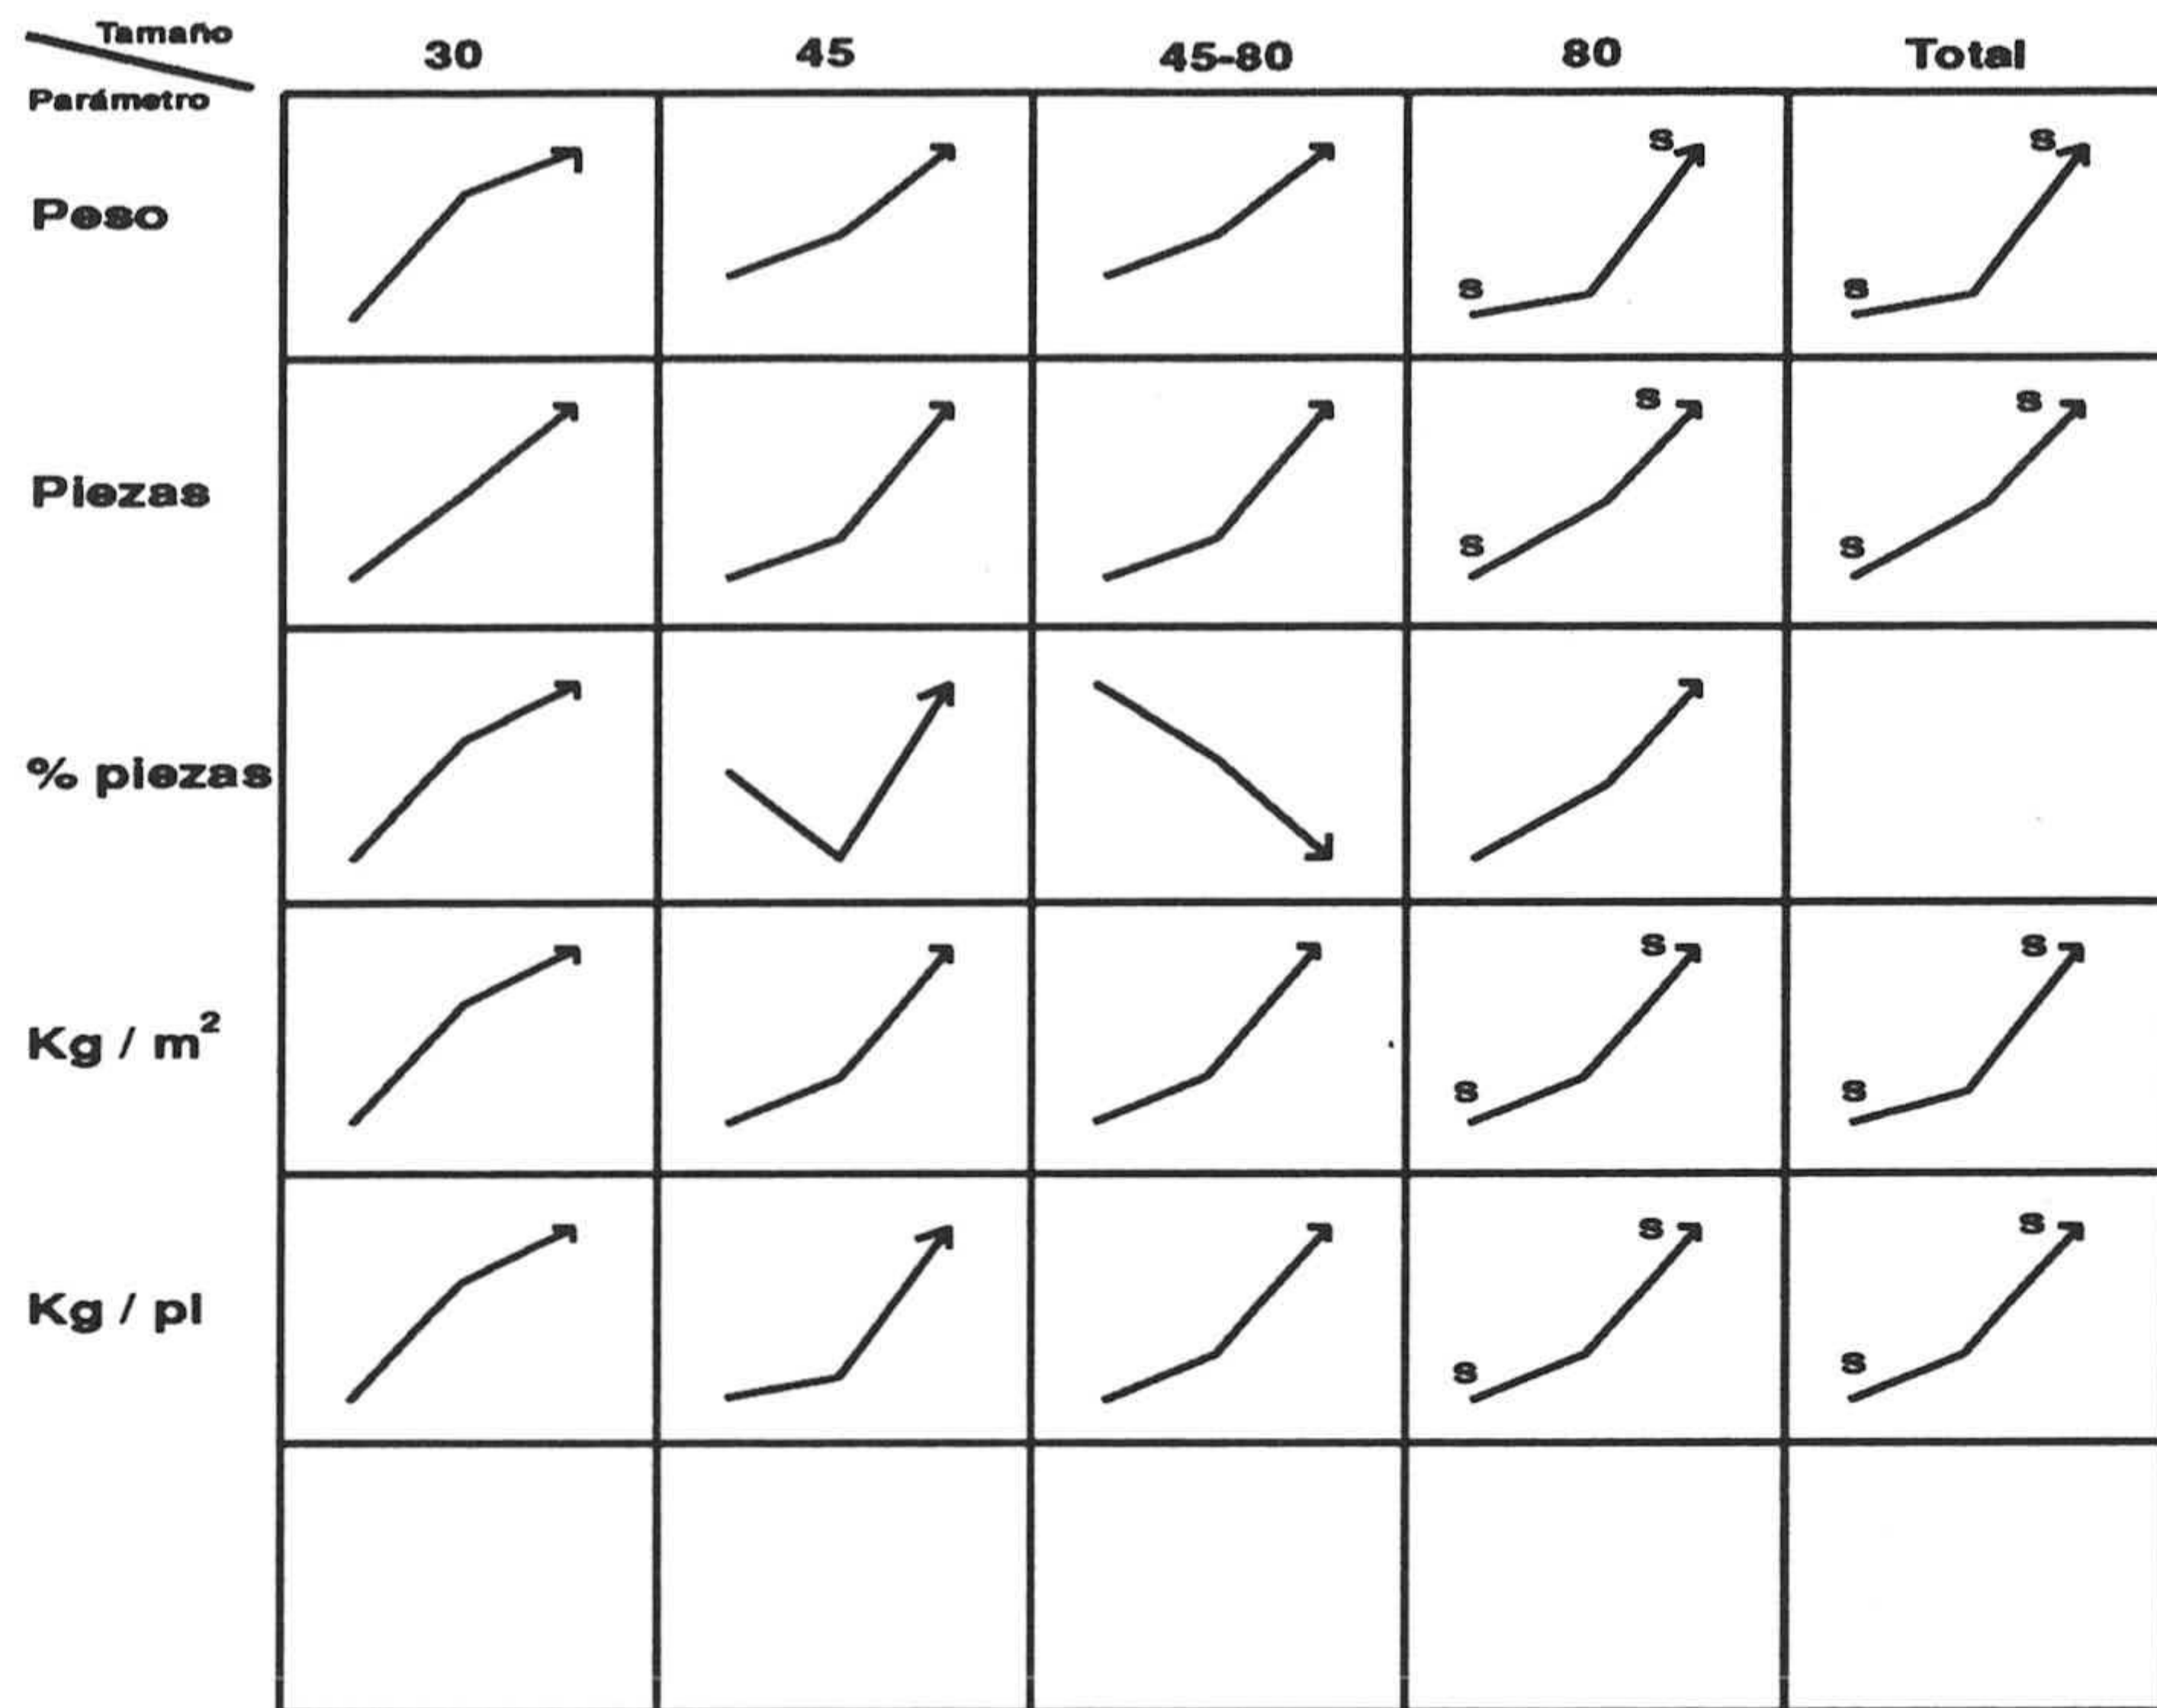 Tamaño
Parámetro
30 45 45-80 80 Total
Peso
s s
s s
Piezas
s s
s s
% piezas
Kg / m²
s s
s s
Kg / pl
s s
s s